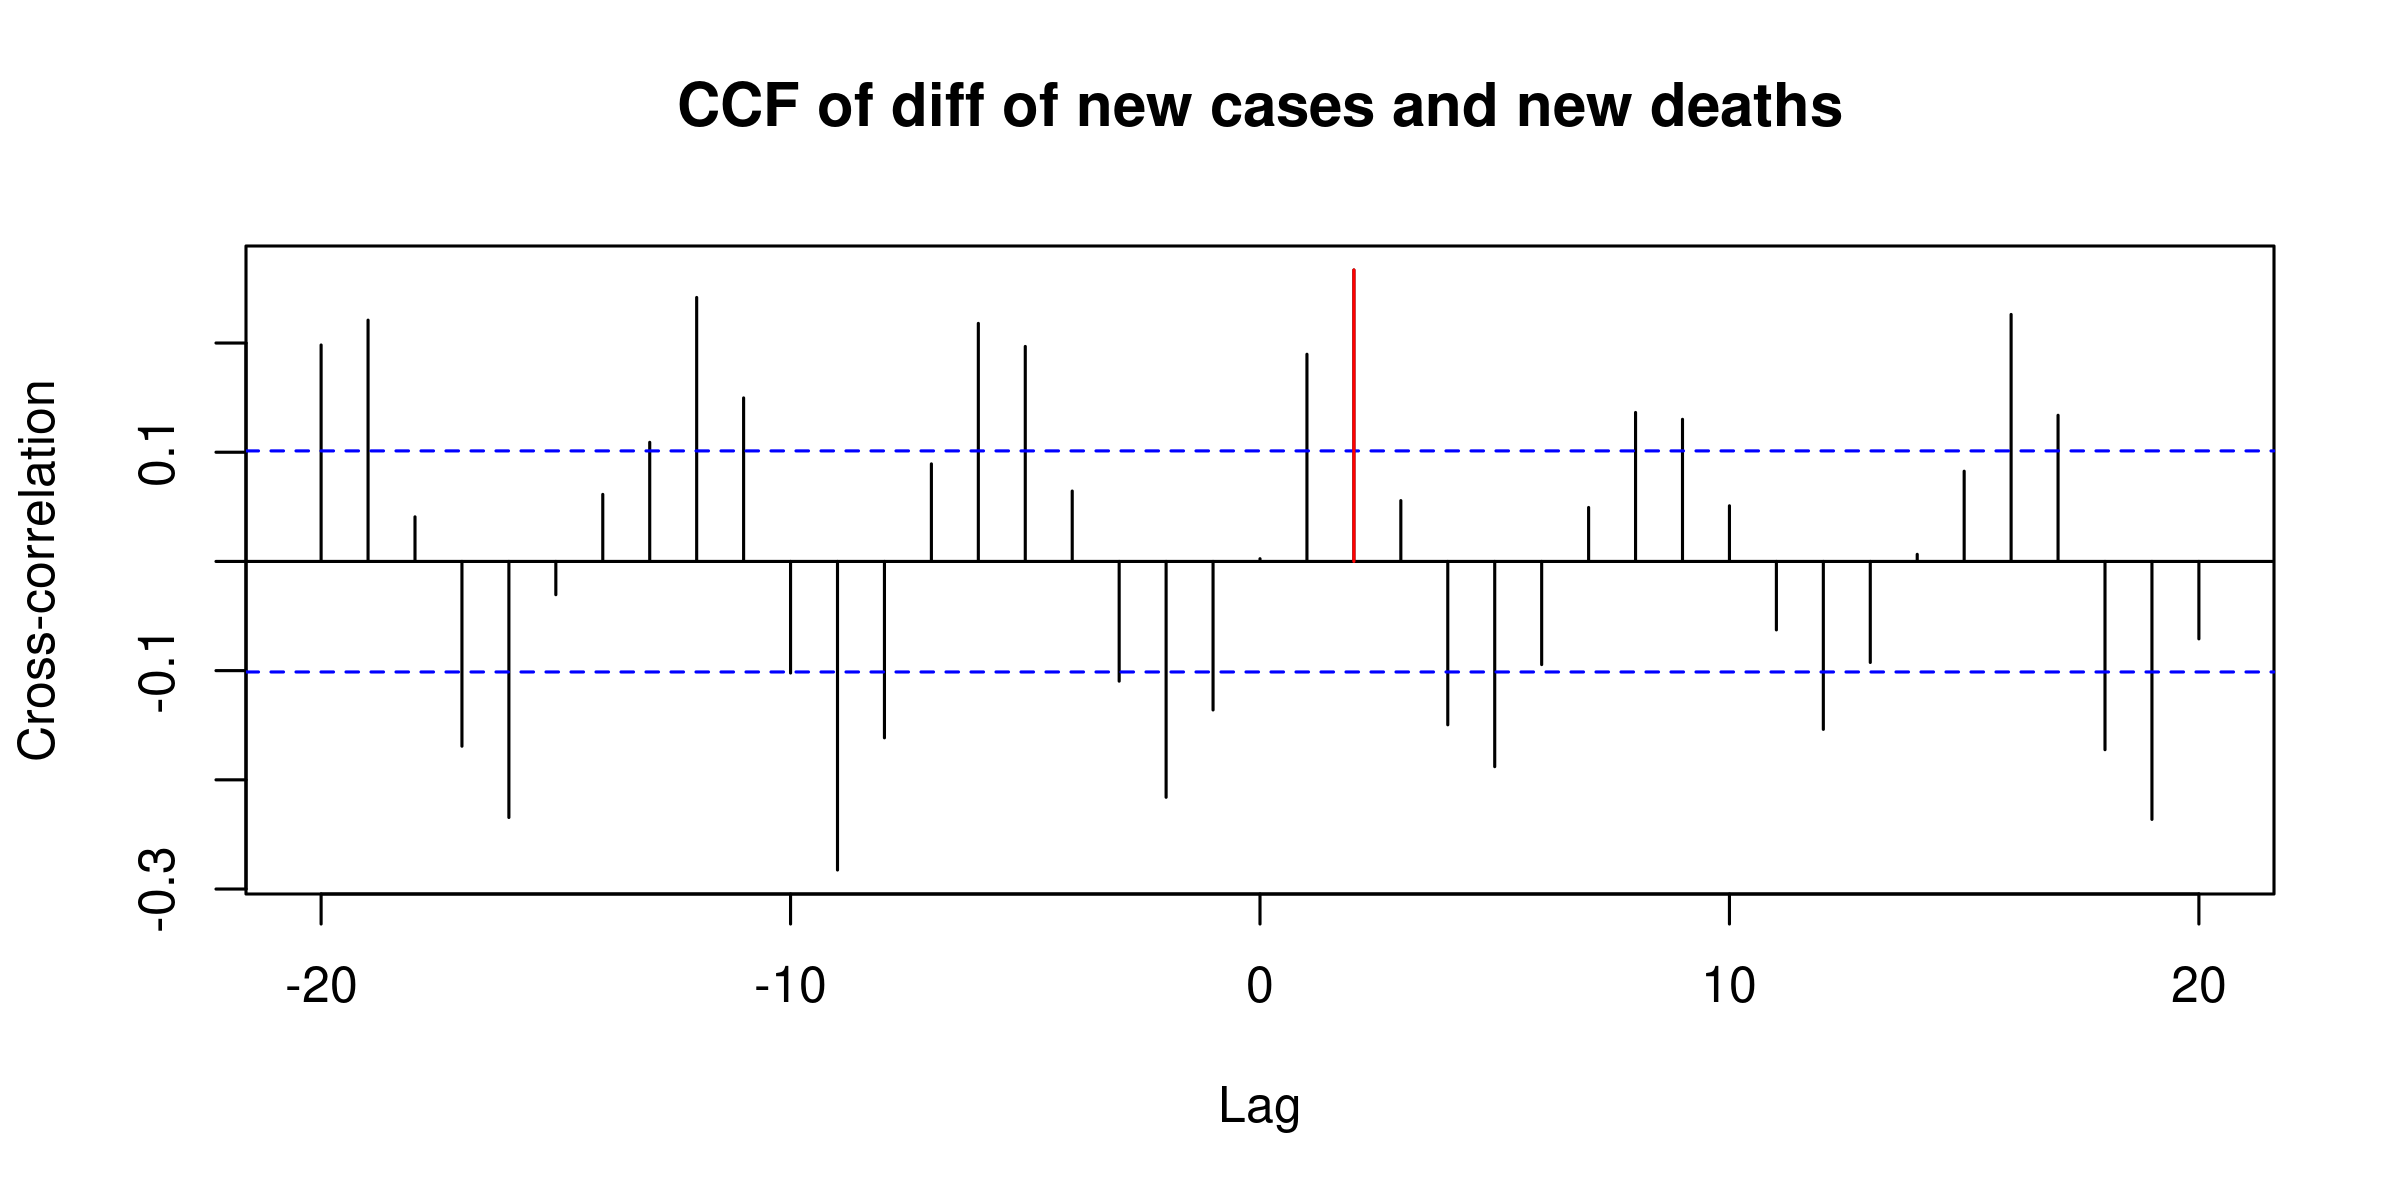 CCF of diff of new cases and new deaths
Cross-correlation
0.1
-0.1
-0.3
-20 -10 0 10 20
Lag